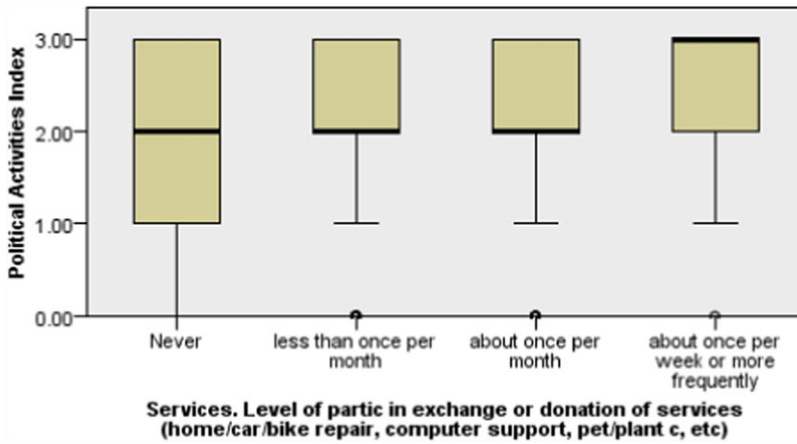 Political Activities Index
3.00
2.00
1.00
0.00
Never
less than once per
month
about once per
month
about once per
week or more
frequently
Services. Level of partic in exchange or donation of services
(home/car/bike repair, computer support, pet/plant c, etc)